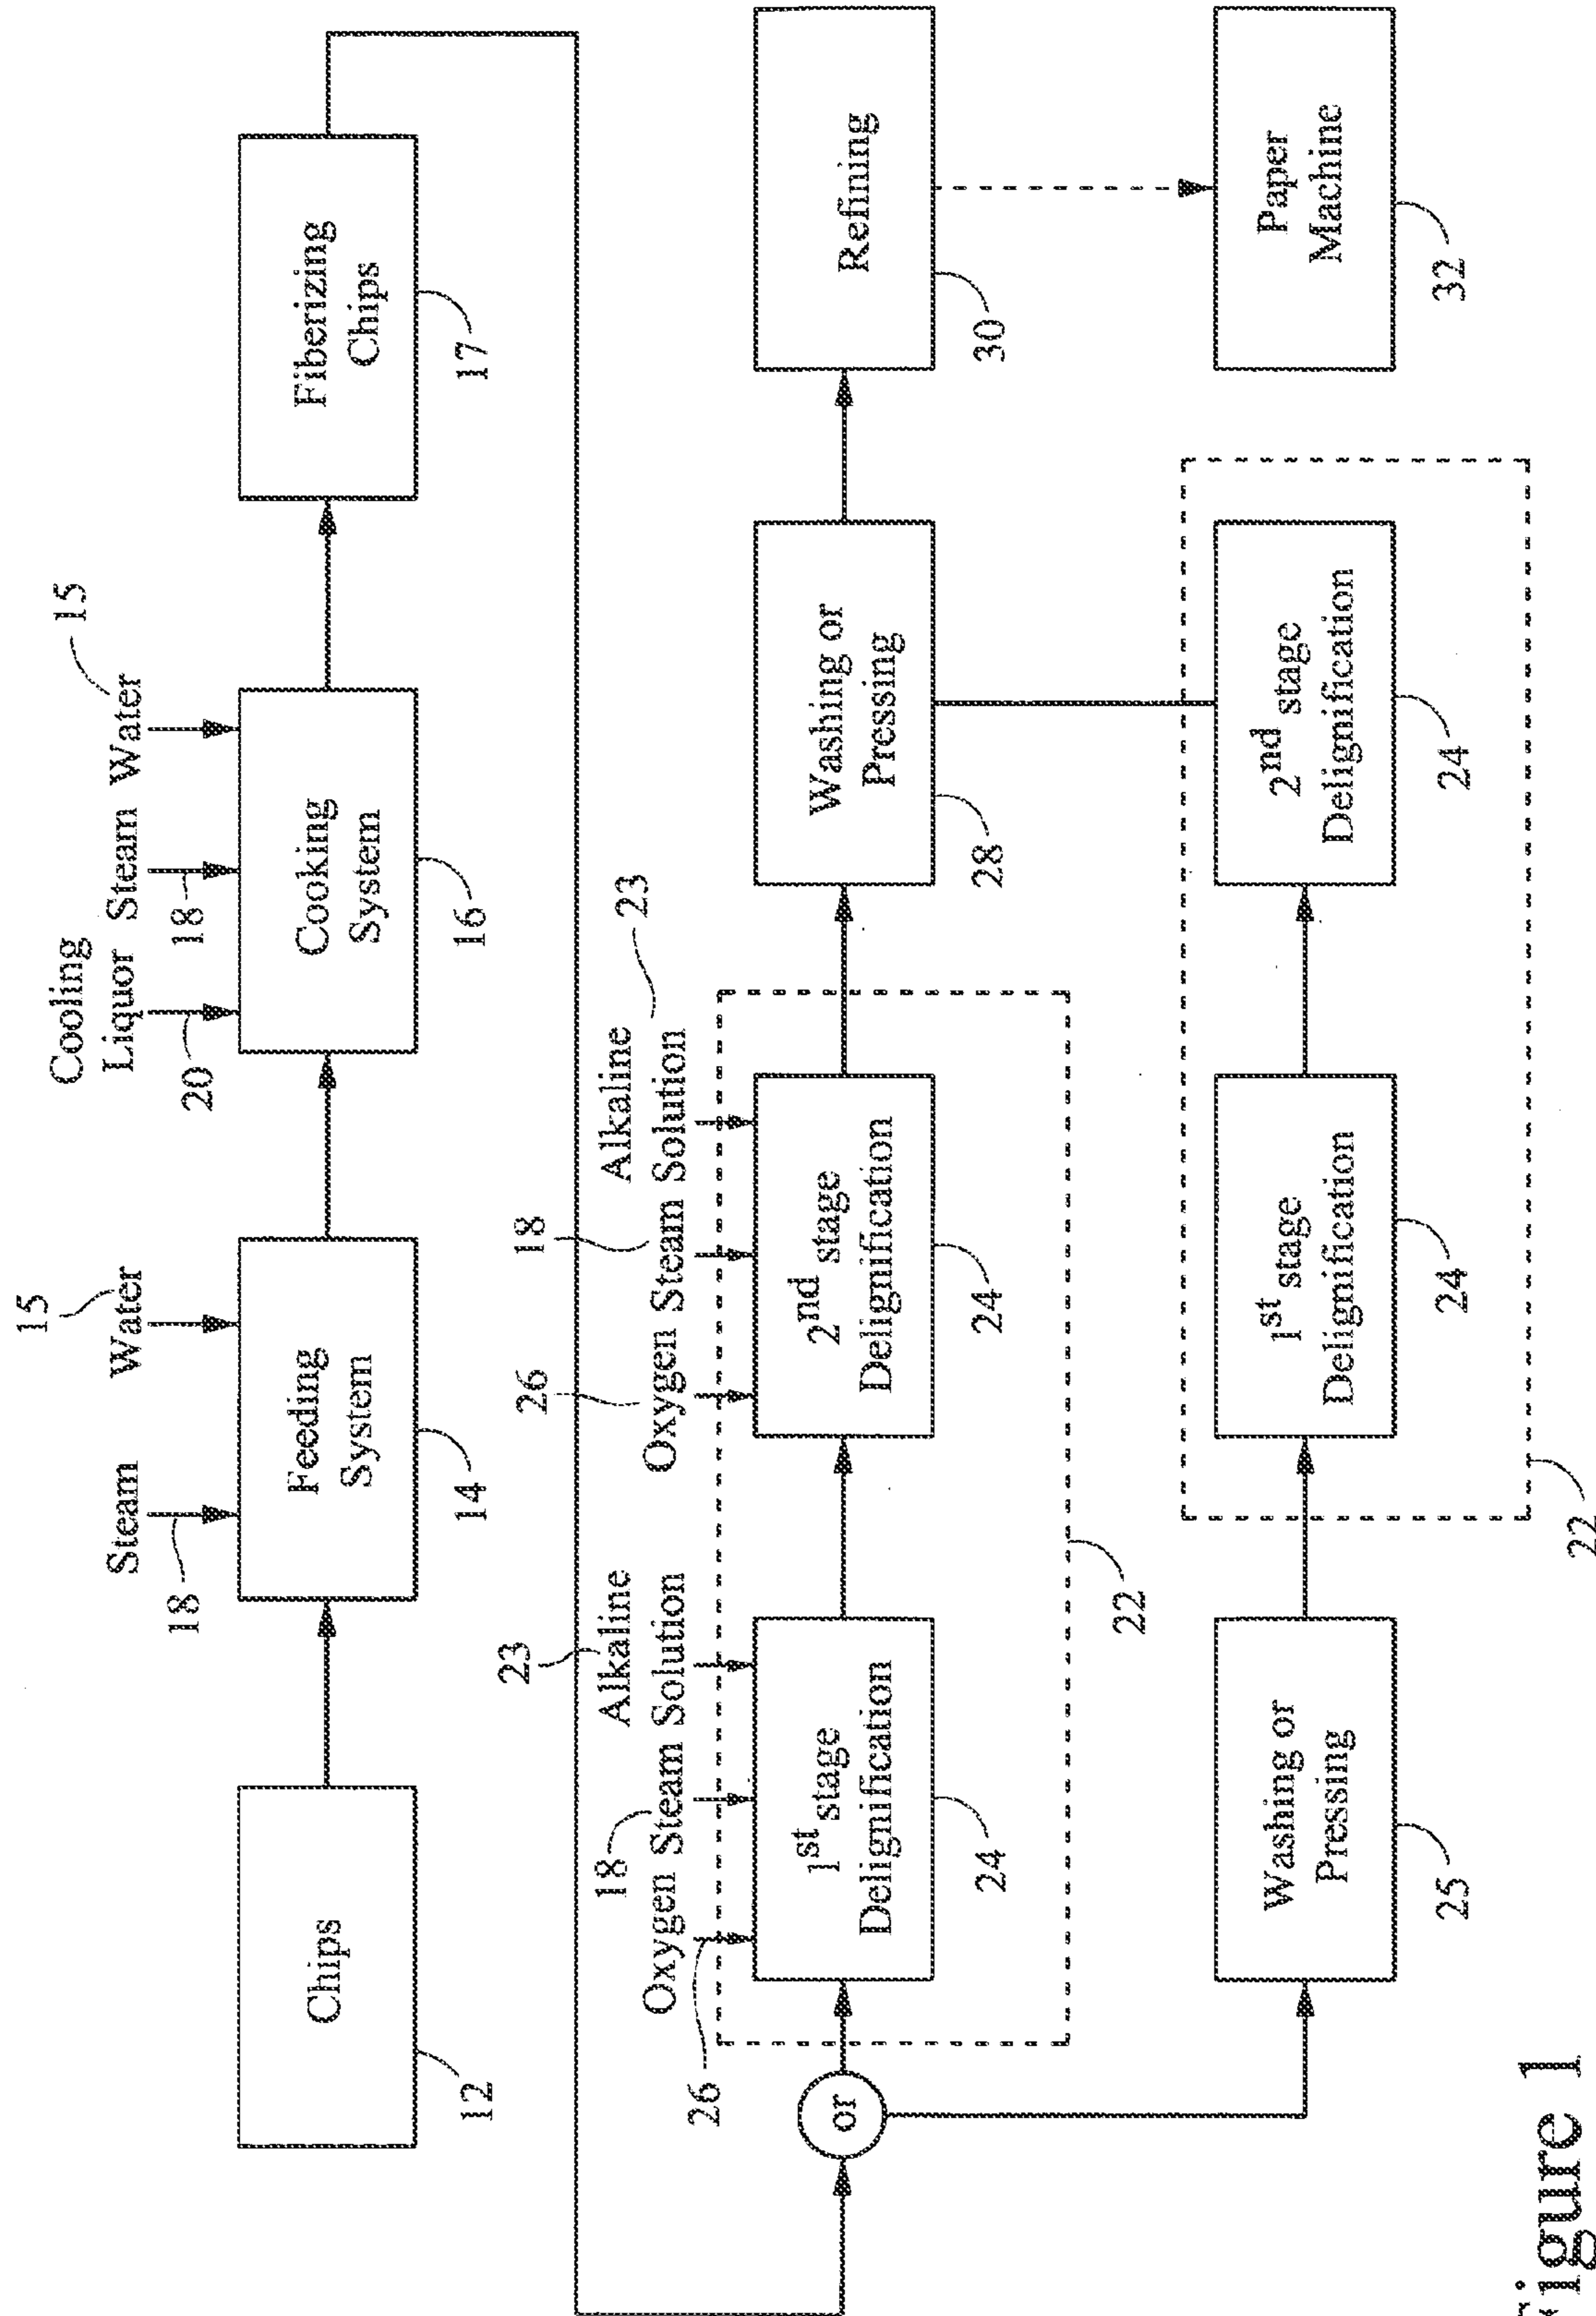 15
Steam
Water
18
Cooling
Liquor
Steam
Water
15
20
18
Chips
12
Feeding
System
14
Cooking
System
16
Fiberizing
Chips
17
23
Alkaline
18
Oxygen Steam Solution
26
18
26
Alkaline
23
Oxygen Steam Solution
or
1st stage
Delignification
24
2nd stage
Delignification
24
22
Washing or
Pressing
28
Refining
30
Washing or
Pressing
25
1st stage
Delignification
24
2nd stage
Delignification
24
22
Paper
Machine
32
Figure 1